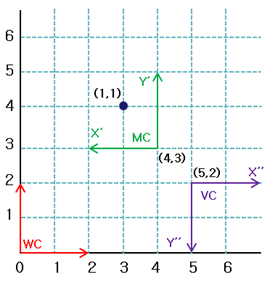 6
5
Y′
(1,1)
4
X′
MC
3
(4,3)
(5,2)
X′′
2
VC
1
WC
Y′′
0 1 2 3 4 5 6